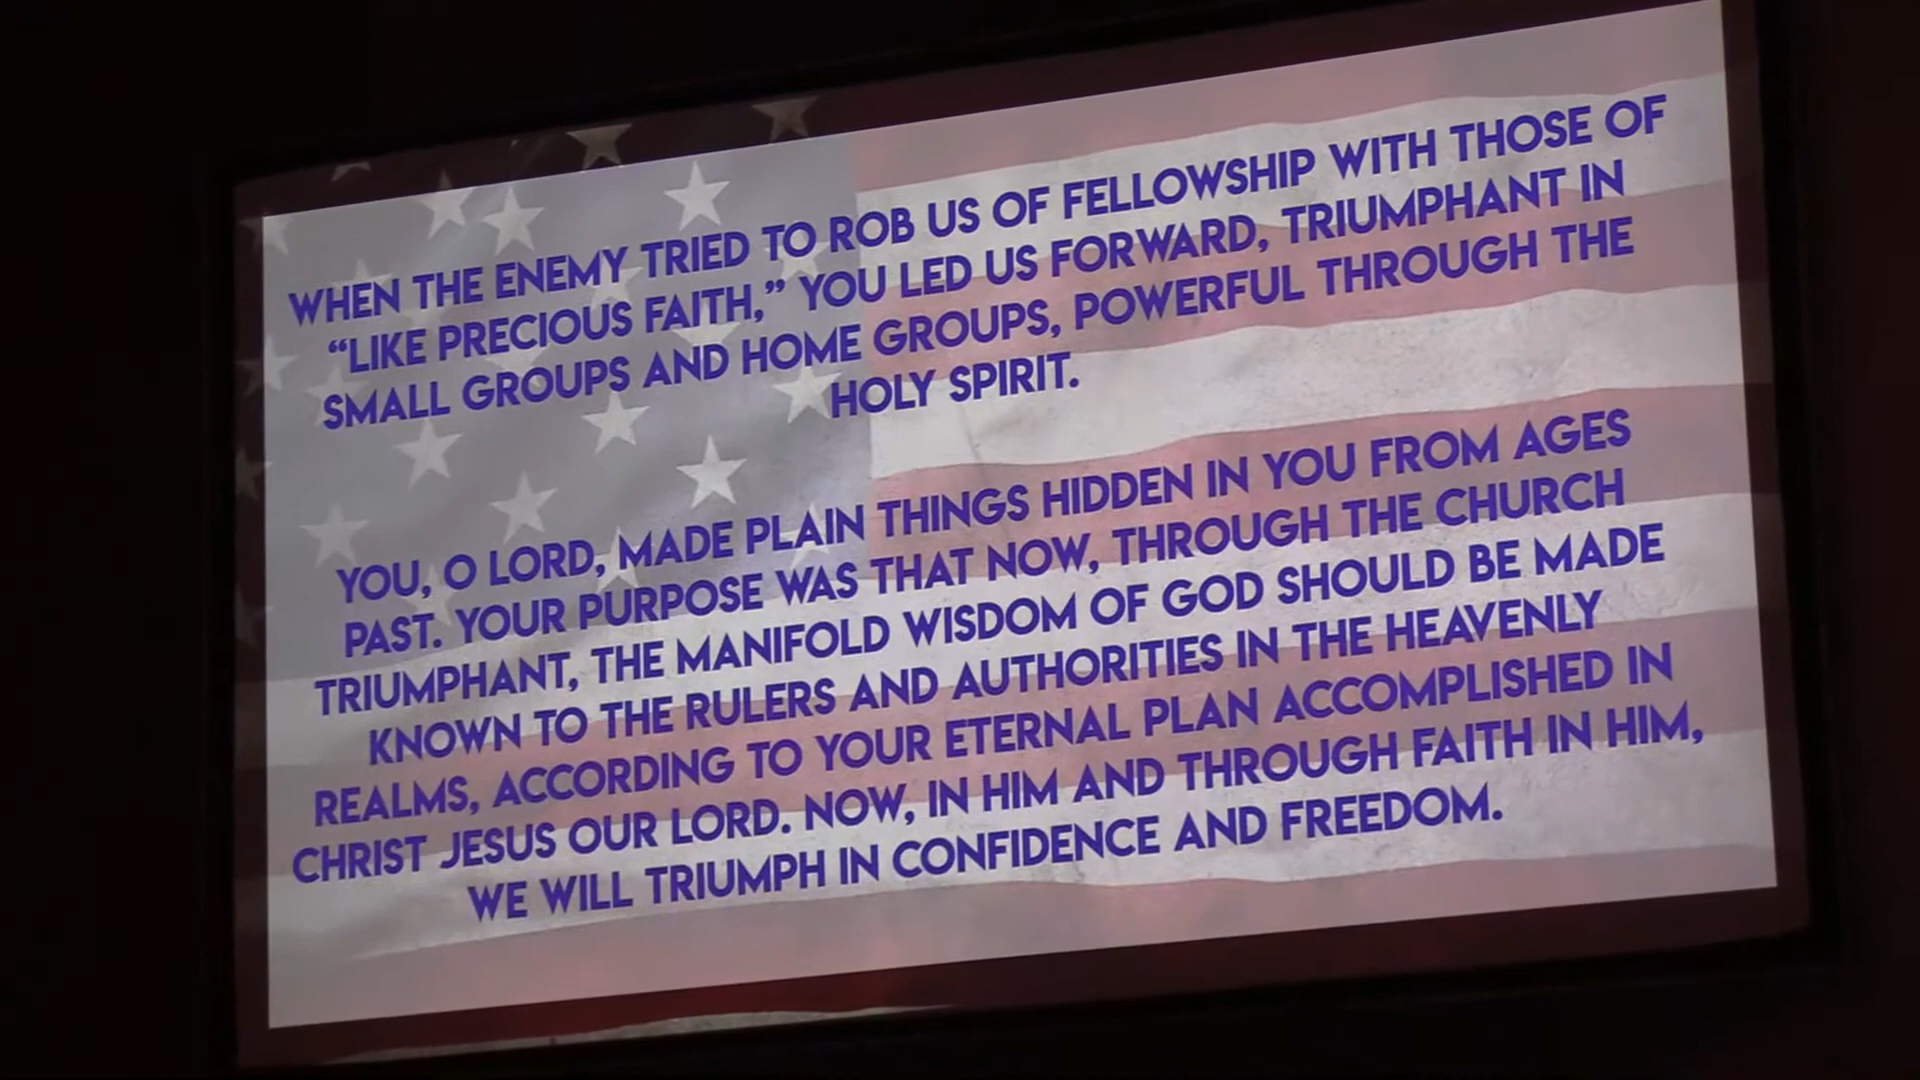 WHEN THE ENEMY TRIED TO ROB US OF FELLOWSHIP WITH THOSE OF
“LIKE PRECIOUS FAITH,” YOU LED US FORWARD, TRIUMPHANT IN
SMALL GROUPS AND HOME GROUPS, POWERFUL THROUGH THE
HOLY SPIRIT.
YOU, O LORD, MADE PLAIN THINGS HIDDEN IN YOU FROM AGES
PAST. YOUR PURPOSE WAS THAT NOW, THROUGH THE CHURCH
TRIUMPHANT, THE MANIFOLD WISDOM OF GOD SHOULD BE MADE
KNOWN TO THE RULERS AND AUTHORITIES IN THE HEAVENLY
REALMS, ACCORDING TO YOUR ETERNAL PLAN ACCOMPLISHED IN
CHRIST JESUS OUR LORD. NOW, IN HIM AND THROUGH FAITH IN HIM,
WE WILL TRIUMPH IN CONFIDENCE AND FREEDOM.